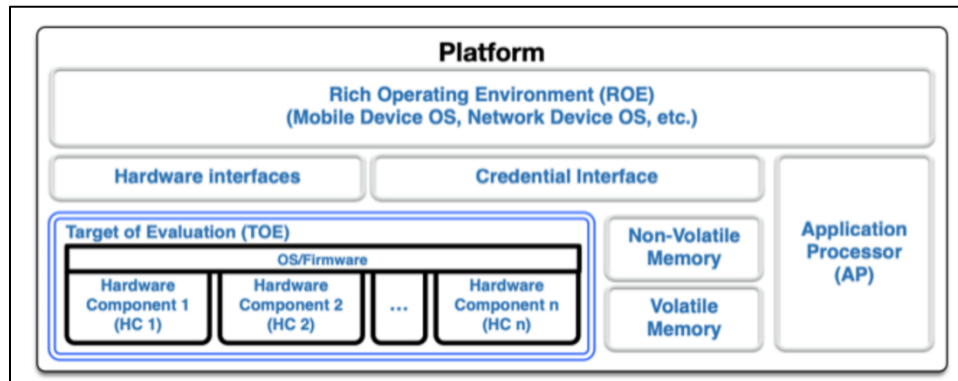 Platform
Rich Operating Environment (ROE)
(Mobile Device OS, Network Device OS, etc.)
Hardware interfaces
Credential Interface
Target of Evaluation (TOE)
OS/Firmware
Hardware
Component 1
(HC 1)
Hardware
Component 2
(HC 2)
...
Hardware
Component n
(HC n)
Non-Volatile
Memory
Volatile
Memory
Application
Processor
(AP)